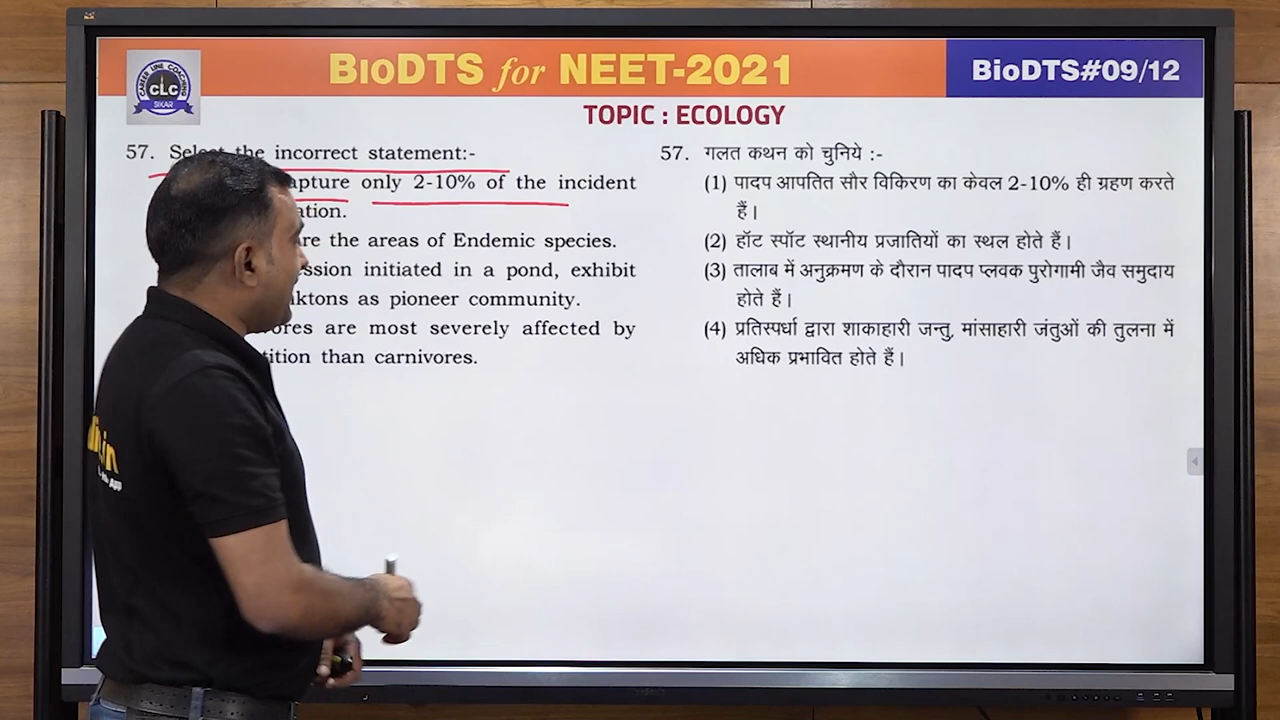 BioDTS for NEET-2021
BioDTS#09/12
CAREER LINE COACHING
CLC
SIKAR
TOPIC : ECOLOGY
57. Select the incorrect statement:-
apture only 2-10% of the incident
ation.
re the areas of Endemic species.
ession initiated in a pond, exhibit
nktons as pioneer community.
ores are most severely affected by
tition than carnivores.
57. गलत कथन को चुनिये :-
(1) पादप आपतित सौर विकिरण का केवल 2-10% ही ग्रहण करते
हैं।
(2) हॉट स्पॉट स्थानीय प्रजातियों का स्थल होते हैं।
(3) तालाब में अनुक्रमण के दौरान पादप प्लवक पुरोगामी जैव समुदाय
होते हैं।
(4) प्रतिस्पर्धा द्वारा शाकाहारी जन्तु, मांसाहारी जंतुओं की तुलना में
अधिक प्रभावित होते हैं।